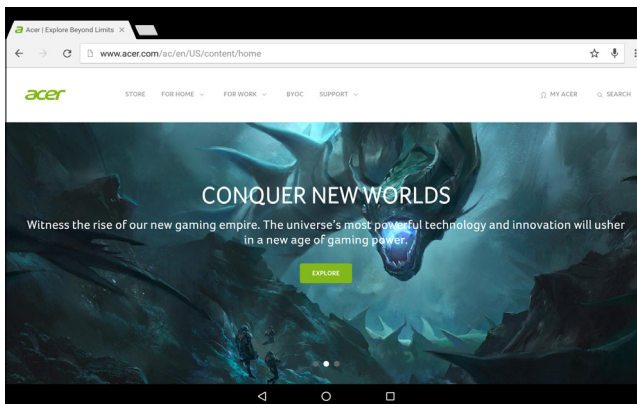 Acer | Explore Beyond Limits
www.acer.com/ac/en/US/content/home
acer
STORE FOR HOME FOR WORK BYOC SUPPORT MY ACER SEARCH
CONQUER NEW WORLDS
Witness the rise of our new gaming empire. The universe's most powerful technology and innovation will usher
in a new age of gaming power.
EXPLORE